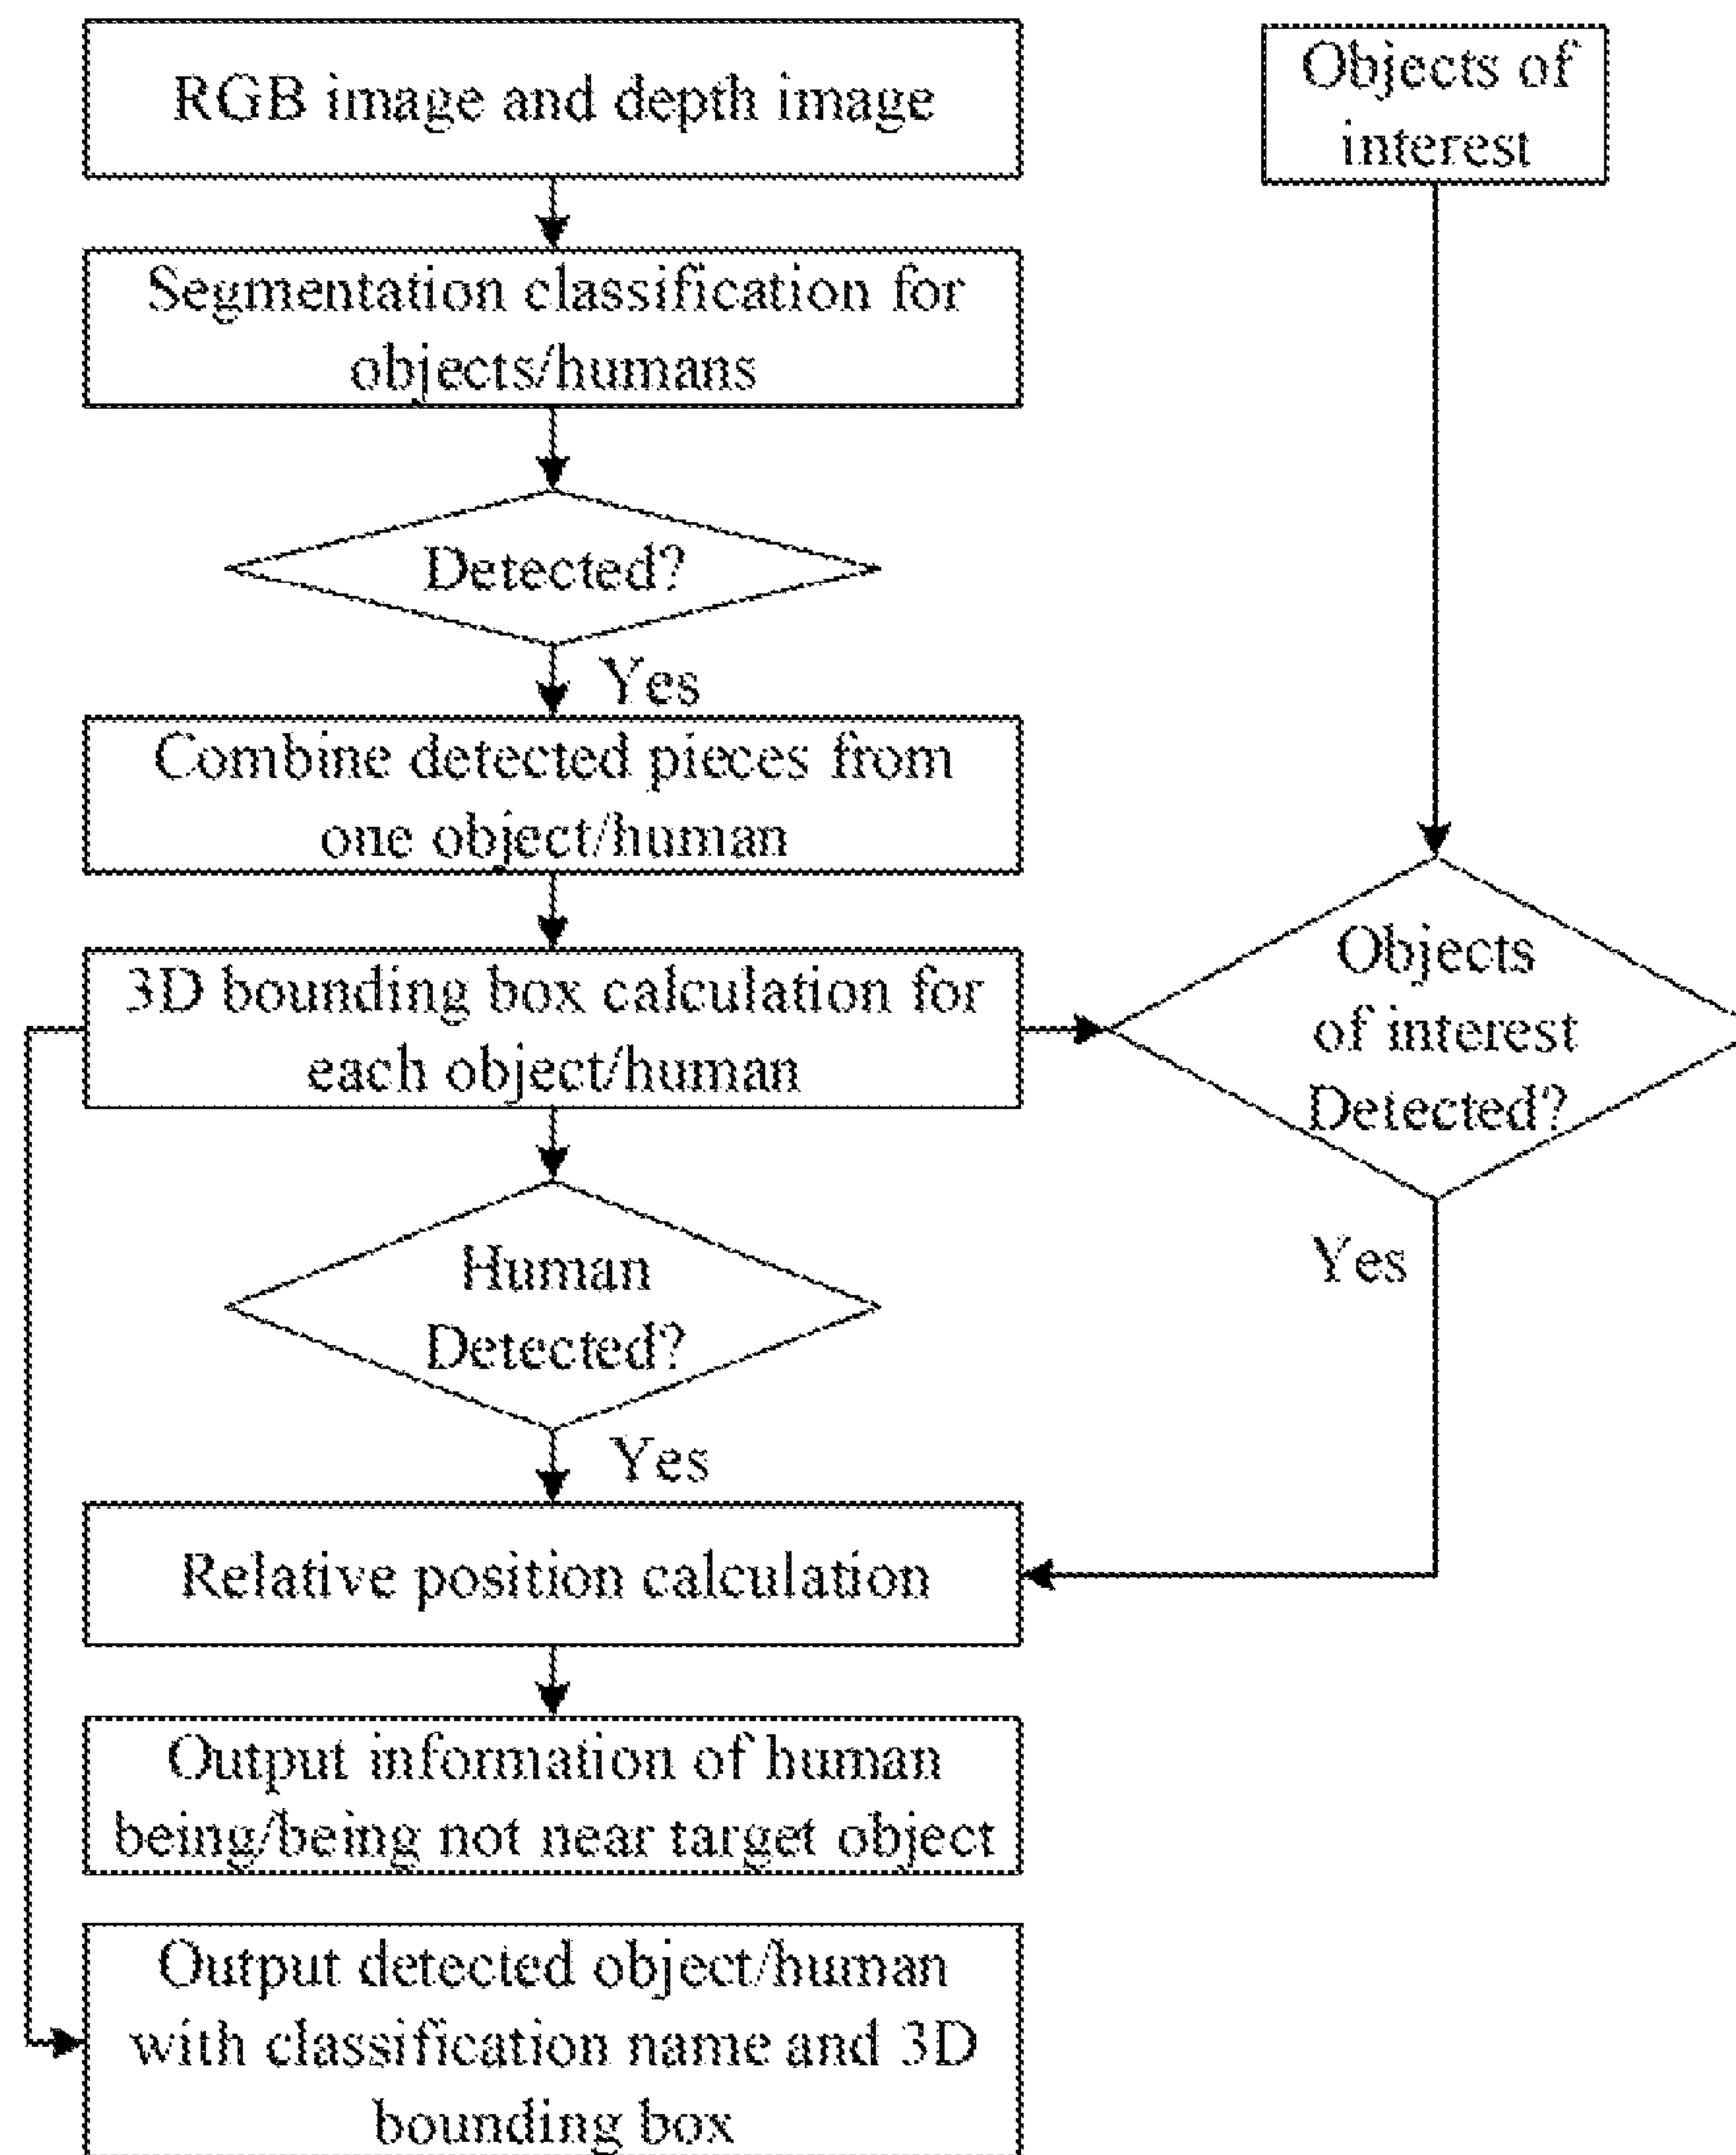 RGB image and depth image
Objects of
interest
Segmentation classification for
objects/humans
Detected?
Yes
Combine detected pieces from
one object/human
3D bounding box calculation for
each object/human
Objects
of interest
Detected?
Human
Detected?
Yes
Yes
Relative position calculation
Output information of human
being/being not near target object
Output detected object/human
with classification name and 3D
bounding box